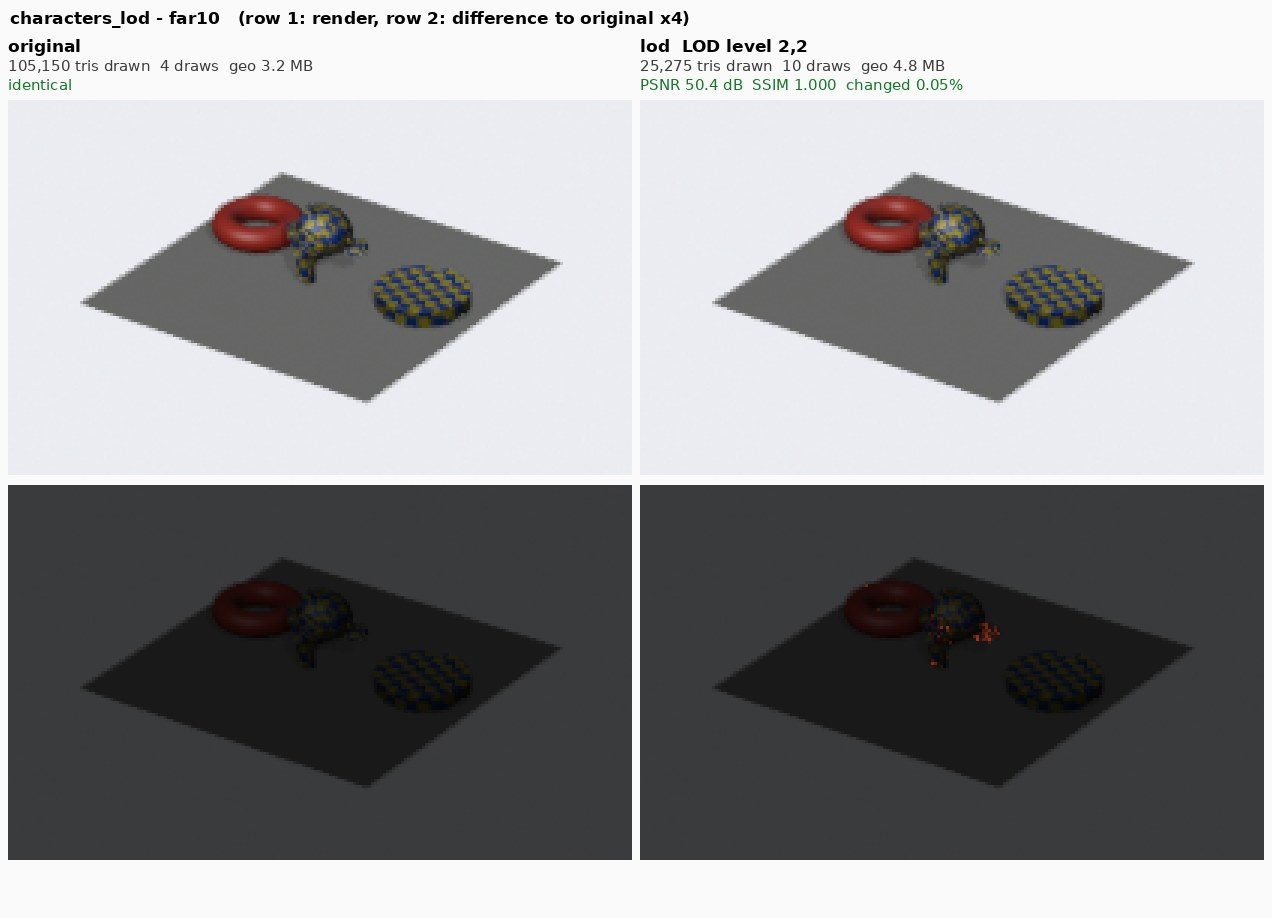 characters_lod - far10   (row 1: render, row 2: difference to original x4)
original
105,150 tris drawn  4 draws  geo 3.2 MB
identical
lod  LOD level 2,2
25,275 tris drawn  10 draws  geo 4.8 MB
PSNR 50.4 dB  SSIM 1.000  changed 0.05%